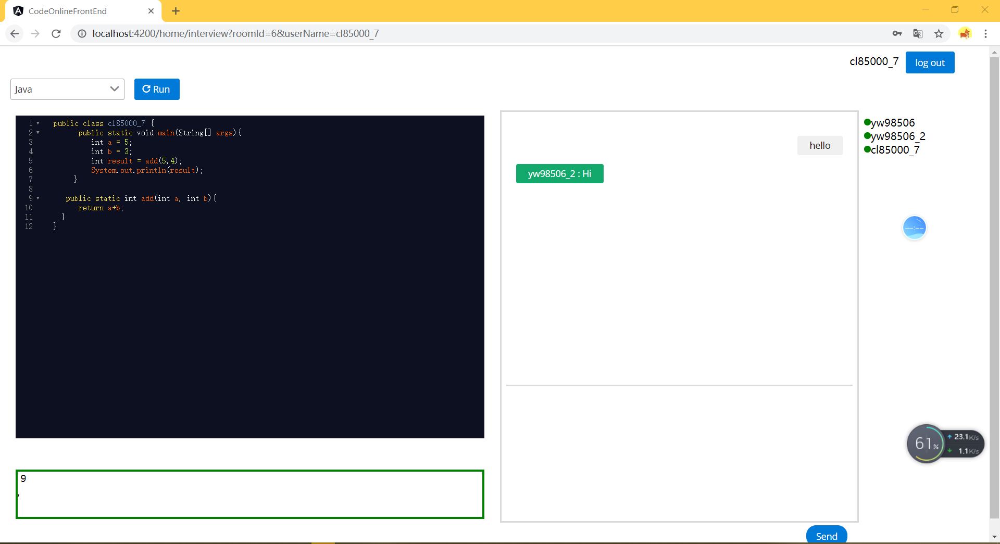 CodeOnlineFrontEnd
localhost:4200/home/interview?roomId=6&userName=cl85000_7
cl85000_7 log out
Java
Run
1 public class cl85000_7 {
2 public static void main(String[] args){
3 int a = 5;
4 int b = 3;
5 int result = add(5,4);
6 System.out.println(result);
7 }
8
9 public static int add(int a, int b){
10 return a+b;
11 }
12 }
hello
yw98506_2 : Hi
yw98506
yw98506_2
cl85000_7
--:--
61%
23.1K/s
1.1K/s
9
,
Send